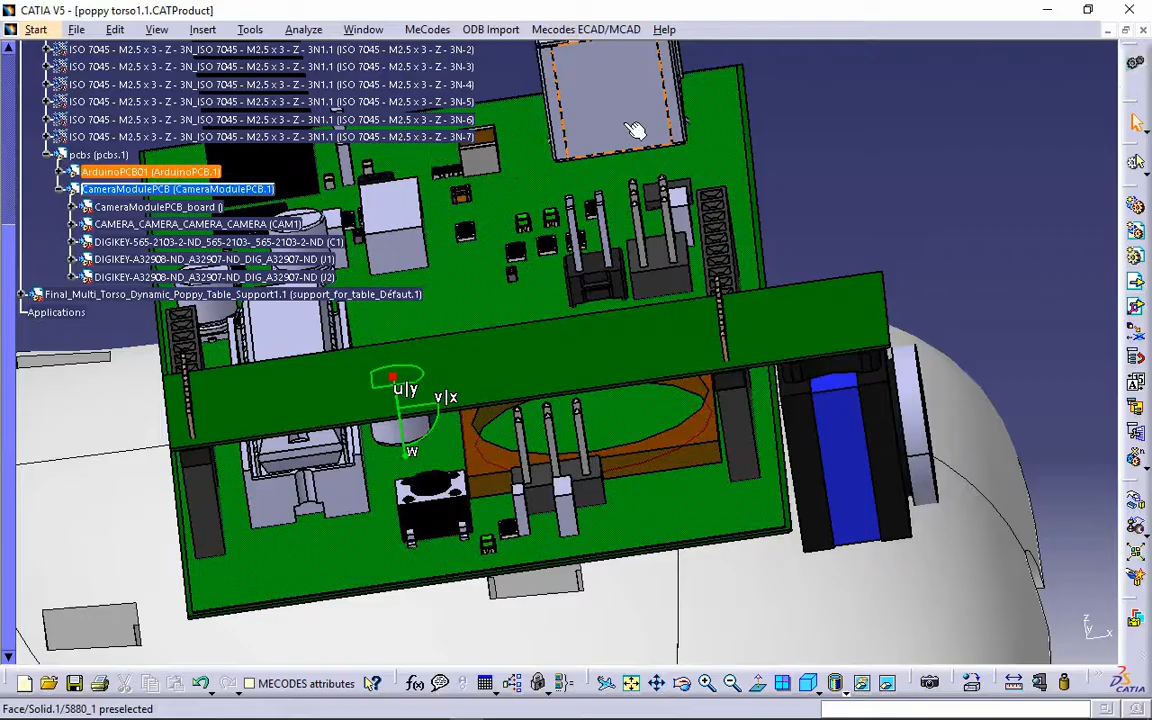 CATIA V5 - [poppy torso1.1.CATProduct]
Start File Edit View Insert Tools Analyze Window MeCodes ODB Import Mecodes ECAD/MCAD Help
ISO 7045 - M2.5 x 3 - Z - 3N_ISO 7045 - M2.5 x 3 - Z - 3N1.1 (ISO 7045 - M2.5 x 3 - Z - 3N-2)
ISO 7045 - M2.5 x 3 - Z - 3N_ISO 7045 - M2.5 x 3 - Z - 3N1.1 (ISO 7045 - M2.5 x 3 - Z - 3N-3)
ISO 7045 - M2.5 x 3 - Z - 3N_ISO 7045 - M2.5 x 3 - Z - 3N1.1 (ISO 7045 - M2.5 x 3 - Z - 3N-4)
ISO 7045 - M2.5 x 3 - Z - 3N_ISO 7045 - M2.5 x 3 - Z - 3N1.1 (ISO 7045 - M2.5 x 3 - Z - 3N-5)
ISO 7045 - M2.5 x 3 - Z - 3N_ISO 7045 - M2.5 x 3 - Z - 3N1.1 (ISO 7045 - M2.5 x 3 - Z - 3N-6)
ISO 7045 - M2.5 x 3 - Z - 3N_ISO 7045 - M2.5 x 3 - Z - 3N1.1 (ISO 7045 - M2.5 x 3 - Z - 3N-7)
pcbs (pcbs.1)
ArduinoPCB01 (ArduinoPCB.1)
CameraModulePCB (CameraModulePCB.1)
CameraModulePCB_board ()
CAMERA_CAMERA_CAMERA_CAMERA (CAM1)
DIGIKEY-565-2103-2-ND_565-2103-_565-2103-2-ND (C1)
DIGIKEY-A32908-ND_A32907-ND_DIG_A32907-ND (J1)
DIGIKEY-A32908-ND_A32907-ND_DIG_A32907-ND (J2)
Final_Multi_Torso_Dynamic_Poppy_Table_Support1.1 (support_for_table_Défaut.1)
Applications
u|y
v|x
w
z
y
x
MECODES attributes
f(x)
CATIA
Face/Solid.1/5880_1 preselected